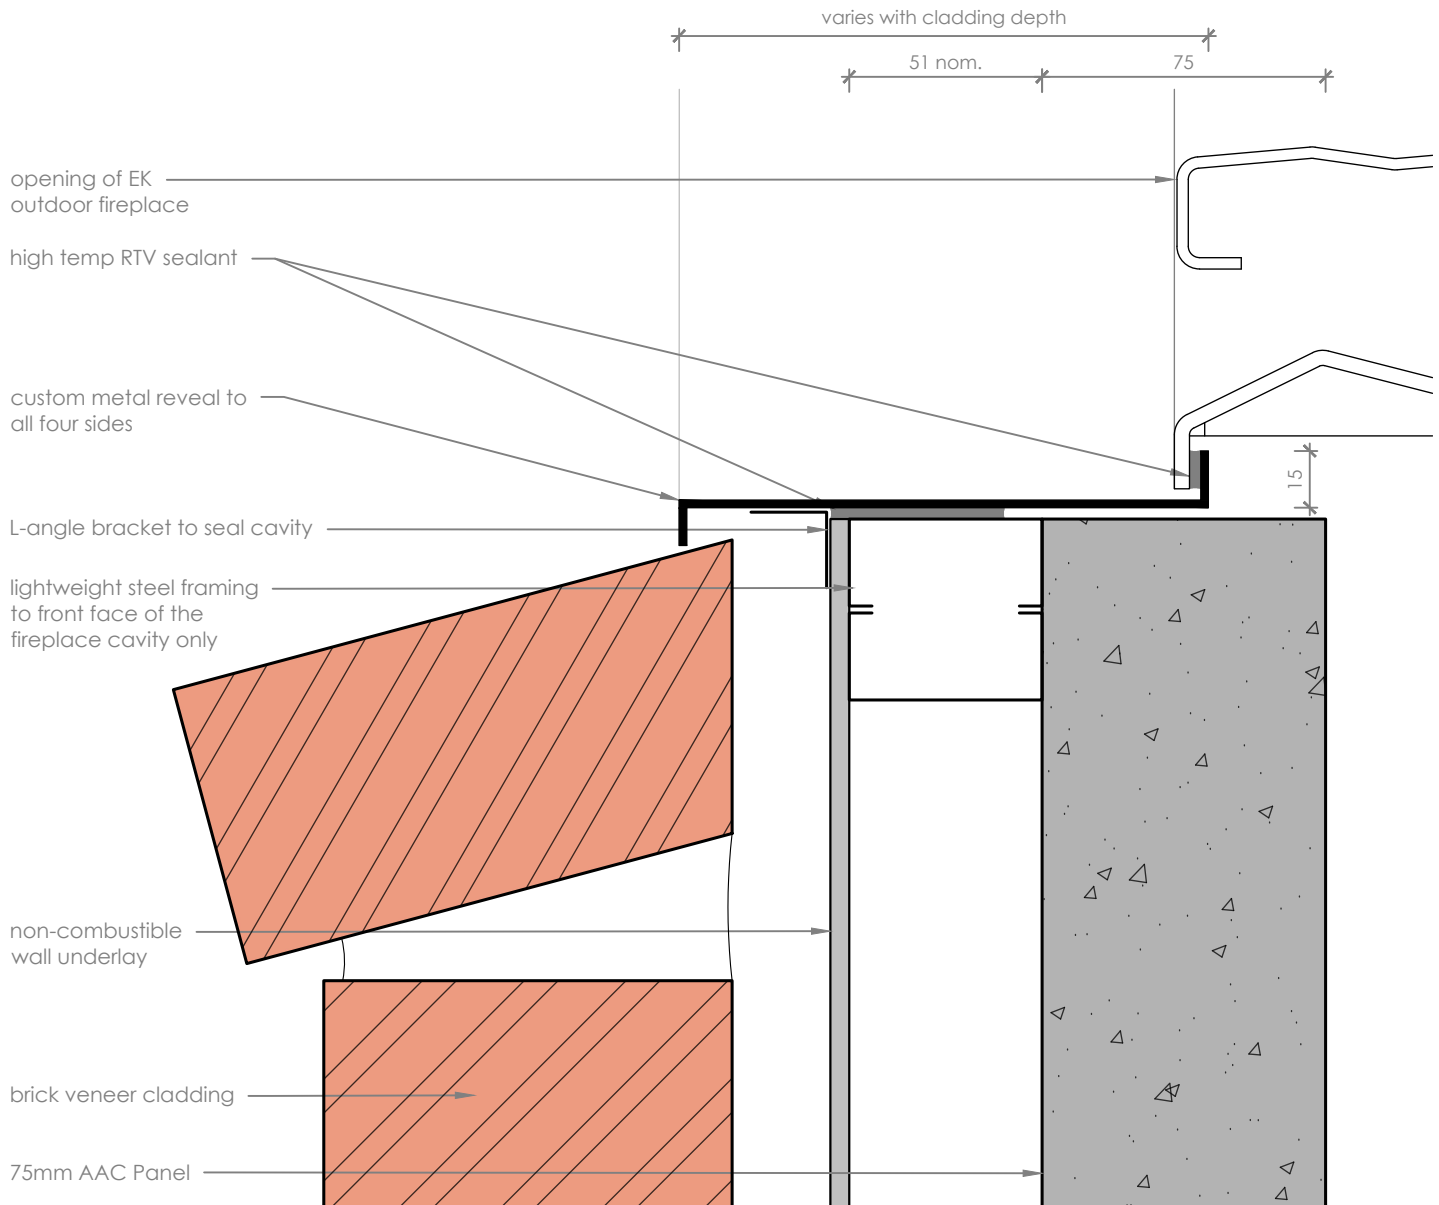 varies with cladding depth
51 nom.
75
opening of EK
outdoor fireplace
high temp RTV sealant
custom metal reveal to
all four sides
15
L-angle bracket to seal cavity
lightweight steel framing
to front face of the
fireplace cavity only
non-combustible
wall underlay
brick veneer cladding
75mm AAC Panel